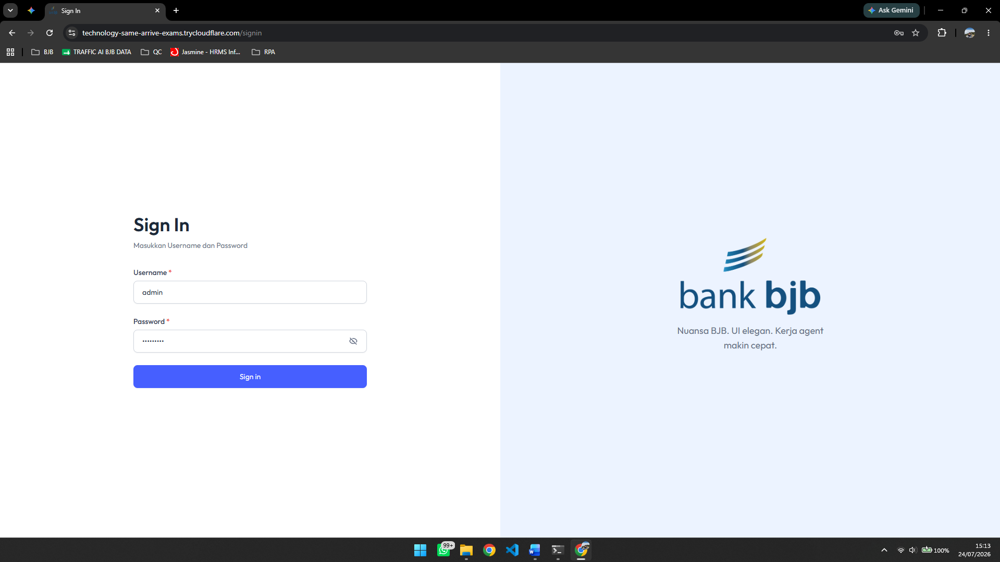 Sign In
Ask Gemini
technology-same-arrive-exams.trycloudflare.com/signin
BJB
TRAFFIC AI BJB DATA
QC
Jasmine - HRMS Inf...
RPA
Sign In
Masukkan Username dan Password
Username *
admin
Password *
•••••••••
Sign in
bank bjb
Nuansa BJB. UI elegan. Kerja agent
makin cepat.
99+
100%
15:13
24/07/2026